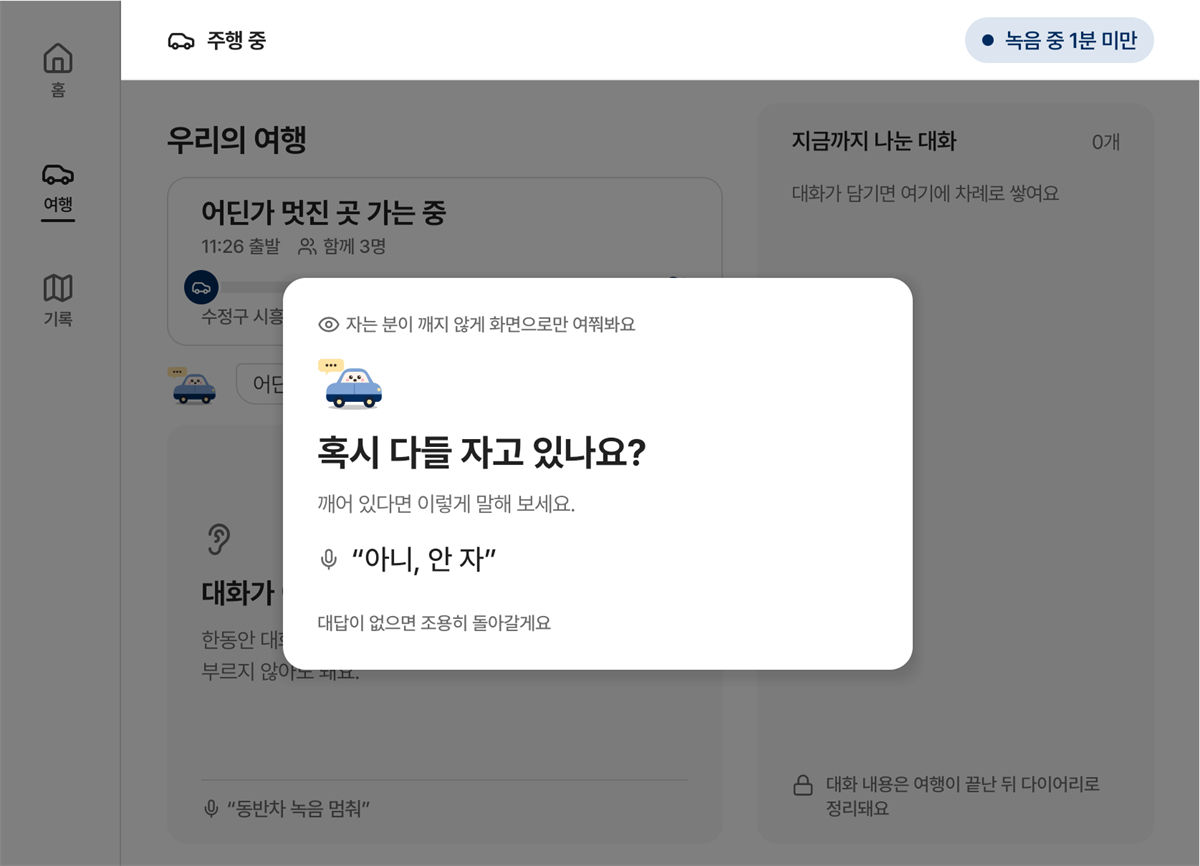 홈
여행
기록
주행 중
녹음 중 1분 미만
우리의 여행
어딘가 멋진 곳 가는 중
11:26 출발 함께 3명
수정구 시흥
자는 분이 깨지 않게 화면으로만 여쭤봐요
혹시 다들 자고 있나요?
깨어 있다면 이렇게 말해 보세요.
“아니, 안 자”
대답이 없으면 조용히 돌아갈게요
대화가
한동안
부르지 않아도 돼요.
“동반차 녹음 멈춰”
지금까지 나눈 대화
0개
대화가 담기면 여기에 차례로 쌓여요
대화 내용은 여행이 끝난 뒤 다이어리로
정리돼요